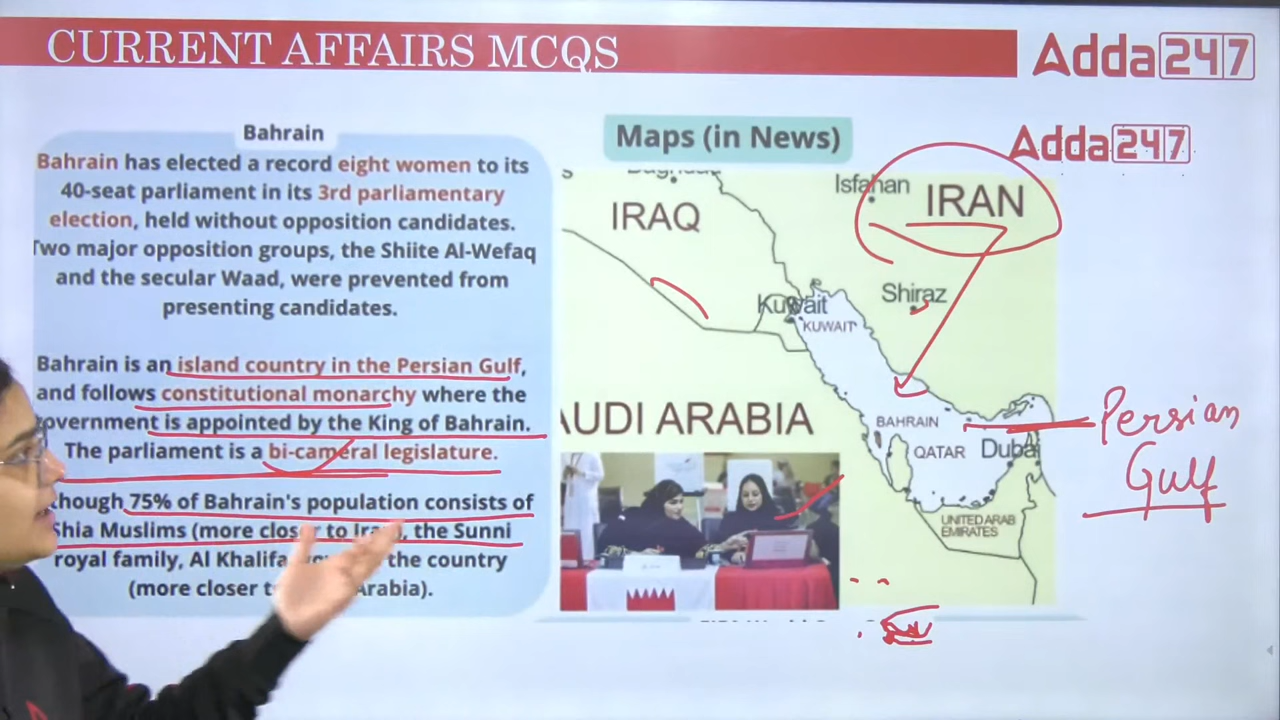 CURRENT AFFAIRS MCQS
Adda247
Bahrain
Bahrain has elected a record eight women to its
40-seat parliament in its 3rd parliamentary
election, held without opposition candidates.
Two major opposition groups, the Shiite Al-Wefaq
and the secular Waad, were prevented from
presenting candidates.
Bahrain is an island country in the Persian Gulf,
and follows constitutional monarchy where the
overnment is appointed by the King of Bahrain.
The parliament is a bi-cameral legislature.
though 75% of Bahrain's population consists of
Shia Muslims (more closer to Iran), the Sunni
royal family, Al Khalifa the country
(more closer t Arabia).
Maps (in News)
Adda247
Isfahan
IRAN
IRAQ
Shiraz
Kuwait
KUWAIT
AUDI ARABIA
BAHRAIN
QATAR
Dubai
UNITED ARAB
EMIRATES
Persian
Gulf